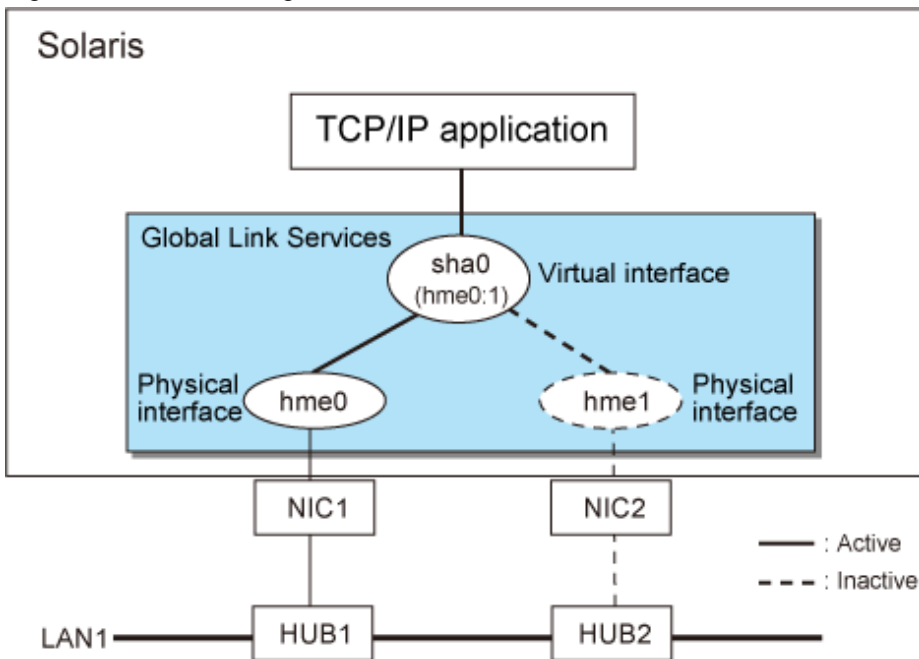 Solaris
TCP/IP application
Global Link Services
sha0
(hme0:1)
Virtual interface
Physical
interface
hme0
hme1
Physical
interface
NIC1
NIC2
: Active
: Inactive
LAN1
HUB1
HUB2